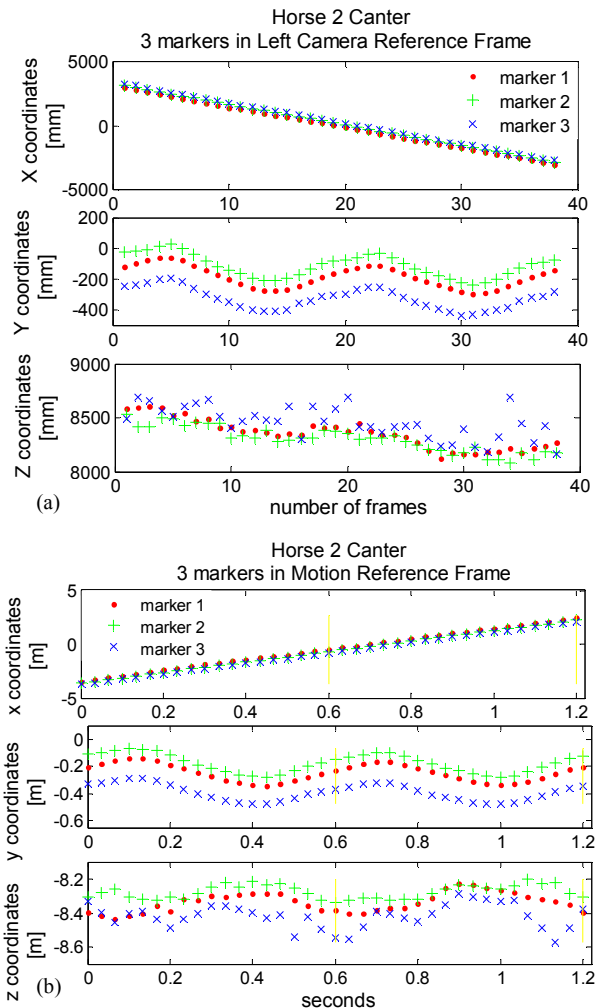 Horse 2 Canter
3 markers in Left Camera Reference Frame
X coordinates
[mm]
5000
0
-5000
marker 1
marker 2
marker 3
0 10 20 30 40
Y coordinates
[mm]
200
0
-200
-400
0 10 20 30 40
Z coordinates
[mm]
9000
8500
8000
0 10 20 30 40
number of frames
(a)
Horse 2 Canter
3 markers in Motion Reference Frame
x coordinates
[m]
5
0
-5
marker 1
marker 2
marker 3
0 0.2 0.4 0.6 0.8 1 1.2
y coordinates
[m]
0
-0.2
-0.4
-0.6
0 0.2 0.4 0.6 0.8 1 1.2
z coordinates
[m]
-8.2
-8.4
-8.6
0 0.2 0.4 0.6 0.8 1 1.2
seconds
(b)